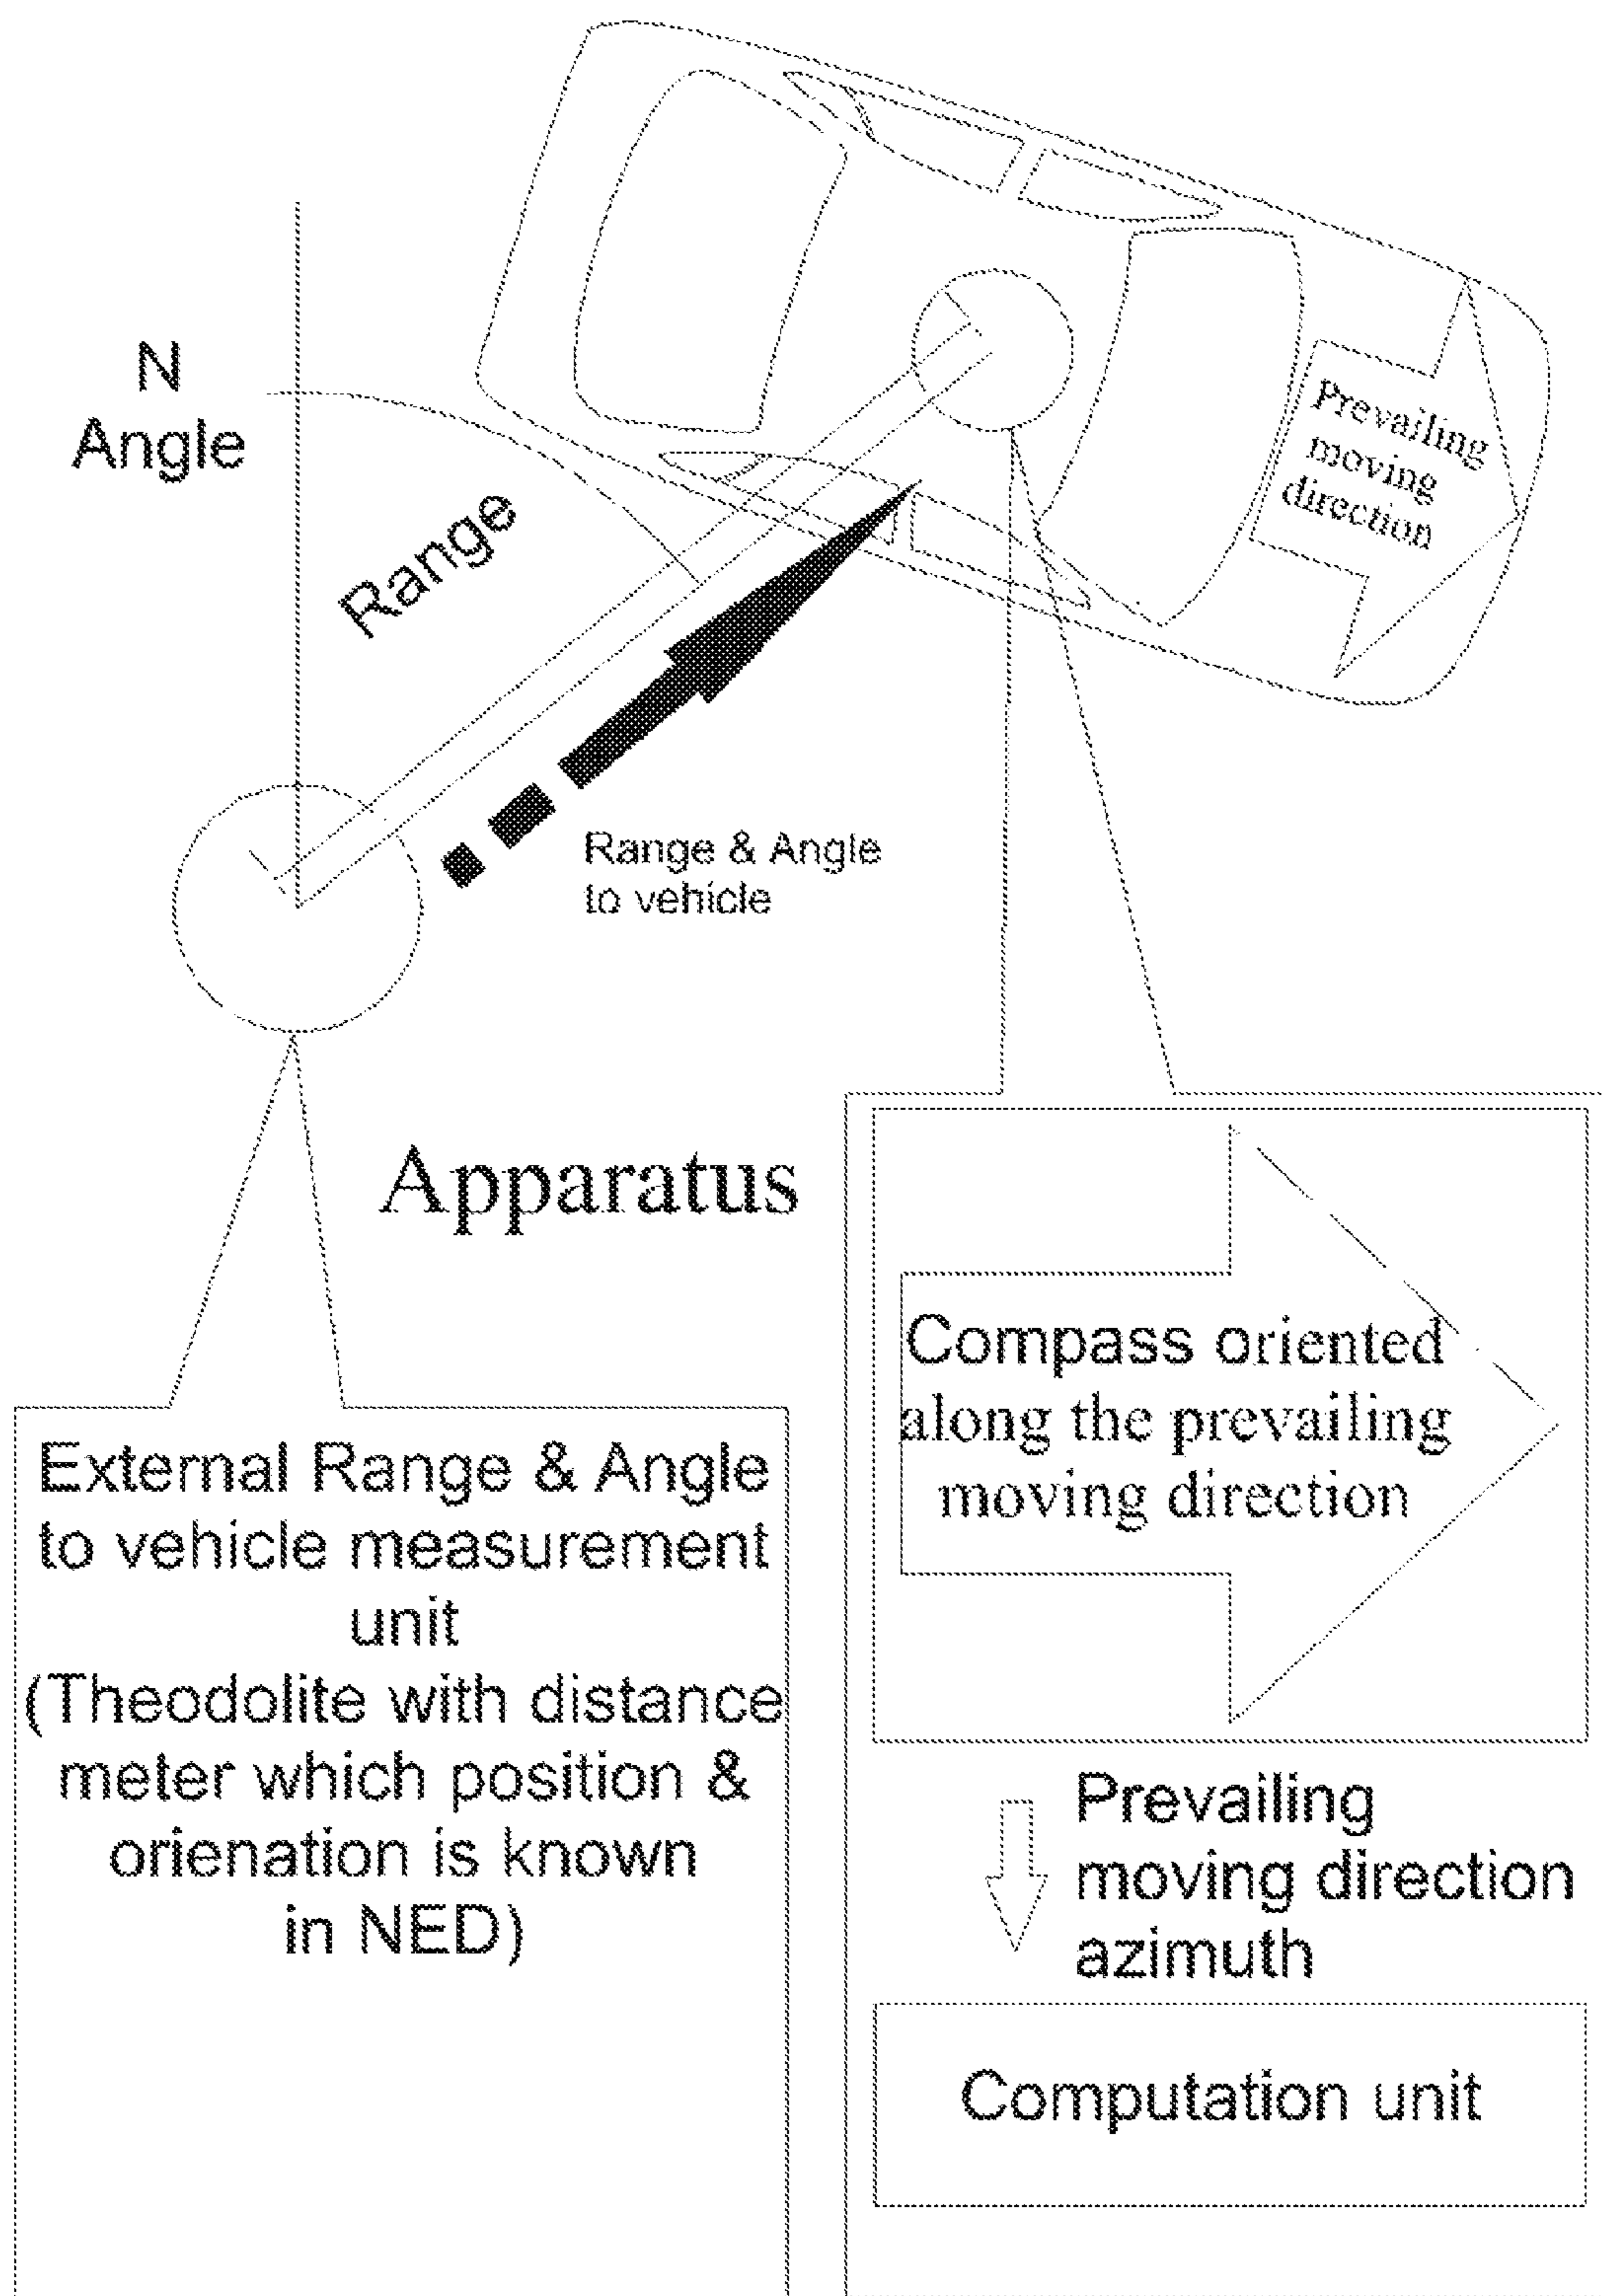 N
Angle
Range
Prevailing
moving
direction
Range & Angle
to vehicle
Apparatus
External Range & Angle
to vehicle measurement
unit
(Theodolite with distance
meter which position &
orienation is known
in NED)
Compass oriented
along the prevailing
moving direction
Prevailing
moving direction
azimuth
Computation unit